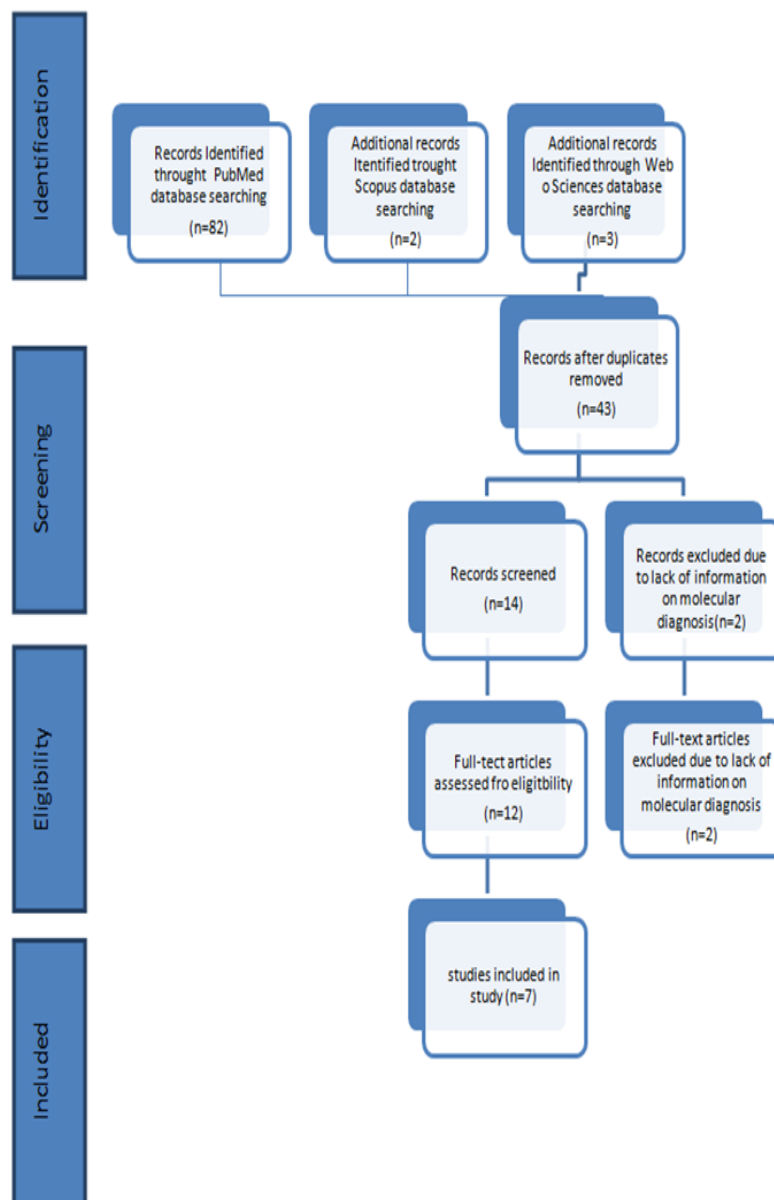 Identification
Records Identified
throught PubMed
database searching
(n=82)
Additional records
Itentified trought
Scopus database
searching
(n=2)
Additional records
Identified through Web
o Sciences database
searching
(n=3)
Records after duplicates
removed
(n=43)
Screening
Records screened
(n=14)
Records excluded due
to lack of information
on molecular
diagnosis(n=2)
Eligibility
Full-tect articles
assessed fro eligitbility
(n=12)
Full-text articles
excluded due to lack of
information on
molecular diagnosis
(n=2)
studies included in
study (n=7)
Included